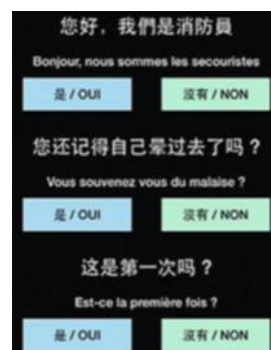 您好，我們是消防員
Bonjour, nous sommes les secouristes
是 / OUI
沒有 / NON
您还记得自己晕过去了吗？
Vous souvenez vous du malaise ?
是 / OUI
沒有 / NON
这是第一次吗？
Est-ce la première fois ?
是 / OUI
沒有 / NON